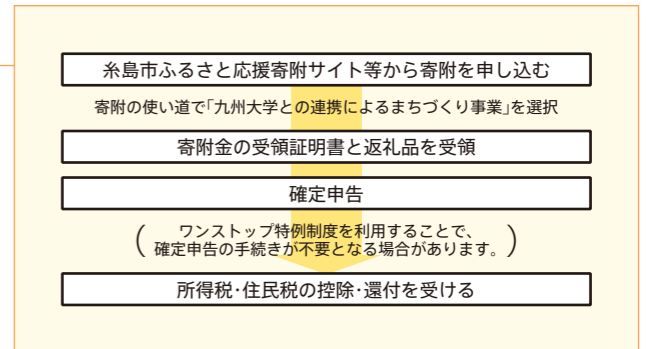 糸島市ふるさと応援寄附サイト等から寄附を申し込む
寄附の使い道で「九州大学との連携によるまちづくり事業」を選択
寄附金の受領証明書と返礼品を受領
確定申告
(ワンストップ特例制度を利用することで、
確定申告の手続きが不要となる場合があります。)
所得税・住民税の控除・還付を受ける